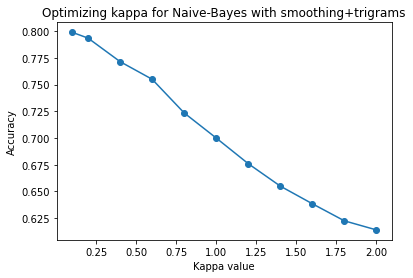 Optimizing kappa for Naive-Bayes with smoothing+trigrams
0.800
0.775
0.750
0.725
0.700
0.675
0.650
0.625
Accuracy
0.25 0.50 0.75 1.00 1.25 1.50 1.75 2.00
Kappa value